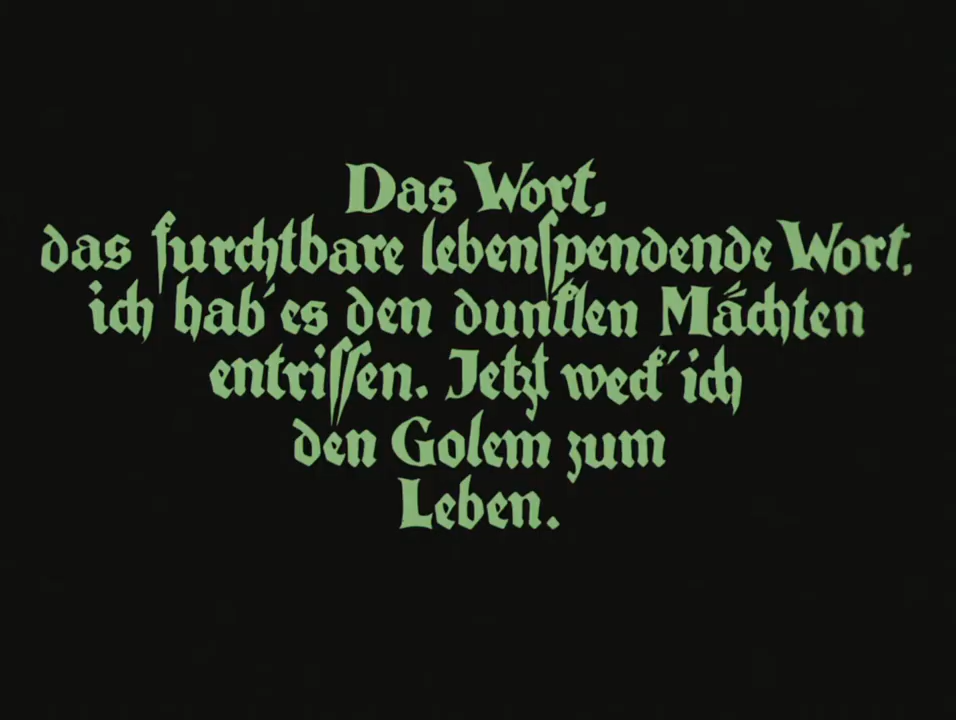 Das Wort,
das furchtbare lebenſpendende Wort,
ich hab' es den dunklen Mächten
entriſſen. Jetzt weck' ich
den Golem zum
Leben.